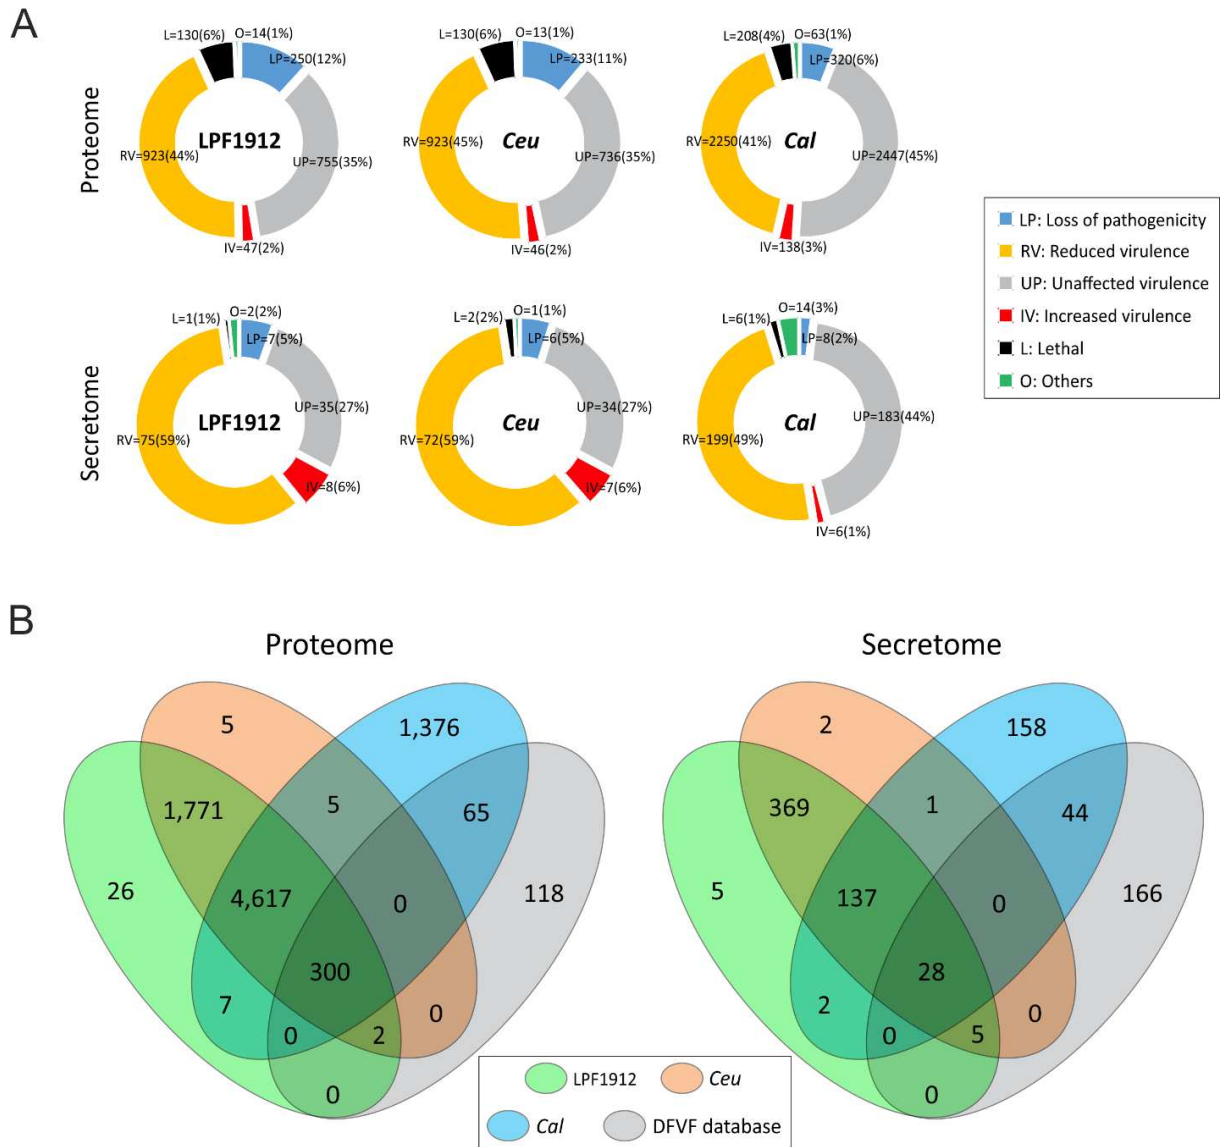 A
Proteome
L=130(6%)
O=14(1%)
LP=250(12%)
RV=923(44%)
LPF1912
UP=755(35%)
IV=47(2%)
L=130(6%)
O=13(1%)
LP=233(11%)
RV=923(45%)
Ceu
UP=736(35%)
IV=46(2%)
L=208(4%)
O=63(1%)
LP=320(6%)
RV=2250(41%)
Cal
UP=2447(45%)
IV=138(3%)
Secretome
L=1(1%)
O=2(2%)
LP=7(5%)
UP=35(27%)
LPF1912
RV=75(59%)
IV=8(6%)
L=2(2%)
O=1(1%)
LP=6(5%)
UP=34(27%)
Ceu
RV=72(59%)
IV=7(6%)
L=6(1%)
O=14(3%)
LP=8(2%)
UP=183(44%)
Cal
RV=199(49%)
IV=6(1%)
LP: Loss of pathogenicity
RV: Reduced virulence
UP: Unaffected virulence
IV: Increased virulence
L: Lethal
O: Others
B
Proteome
5
1,376
1,771
5
65
26
4,617
0
118
300
7
0
2
0
0
Secretome
2
158
369
1
44
5
137
0
166
28
2
0
5
0
0
LPF1912
Ceu
Cal
DFVF database